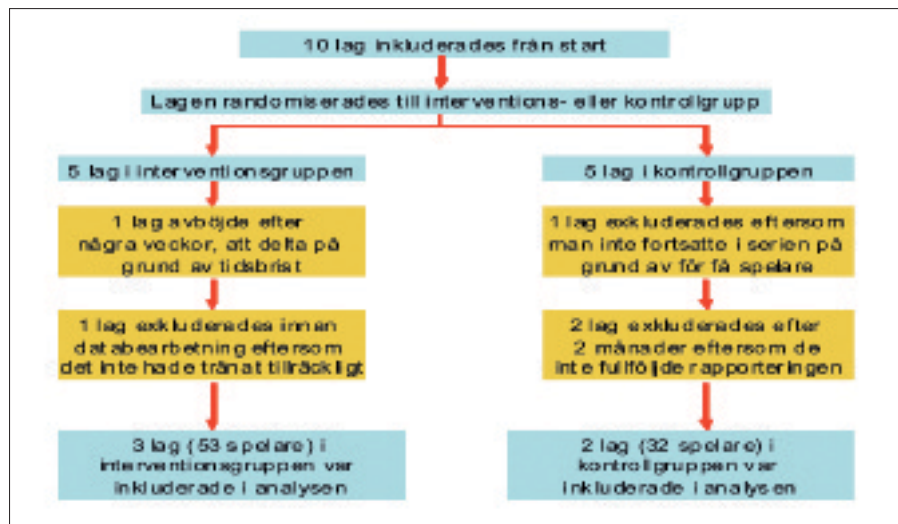 10 lag inkluderades från start
Lagen randomiserades till interventions- eller kontrollgrupp
5 lag i interventionsgruppen
5 lag i kontrollgruppen
1 lag avböjde efter
några veckor, att delta på
grund av tidsbrist
1 lag exkluderades eftersom
man inte fortsatte i serien på
grund av för få spelare
1 lag exkluderades innan
databearbetning eftersom
det inte hade tränat tillräckligt
2 lag exkluderades efter
2 månader eftersom de
inte fullföljde rapporteringen
3 lag (53 spelare) i
interventionsgruppen var
inkluderade i analysen
2 lag (32 spelare) i
kontrollgruppen var
inkluderade i analysen